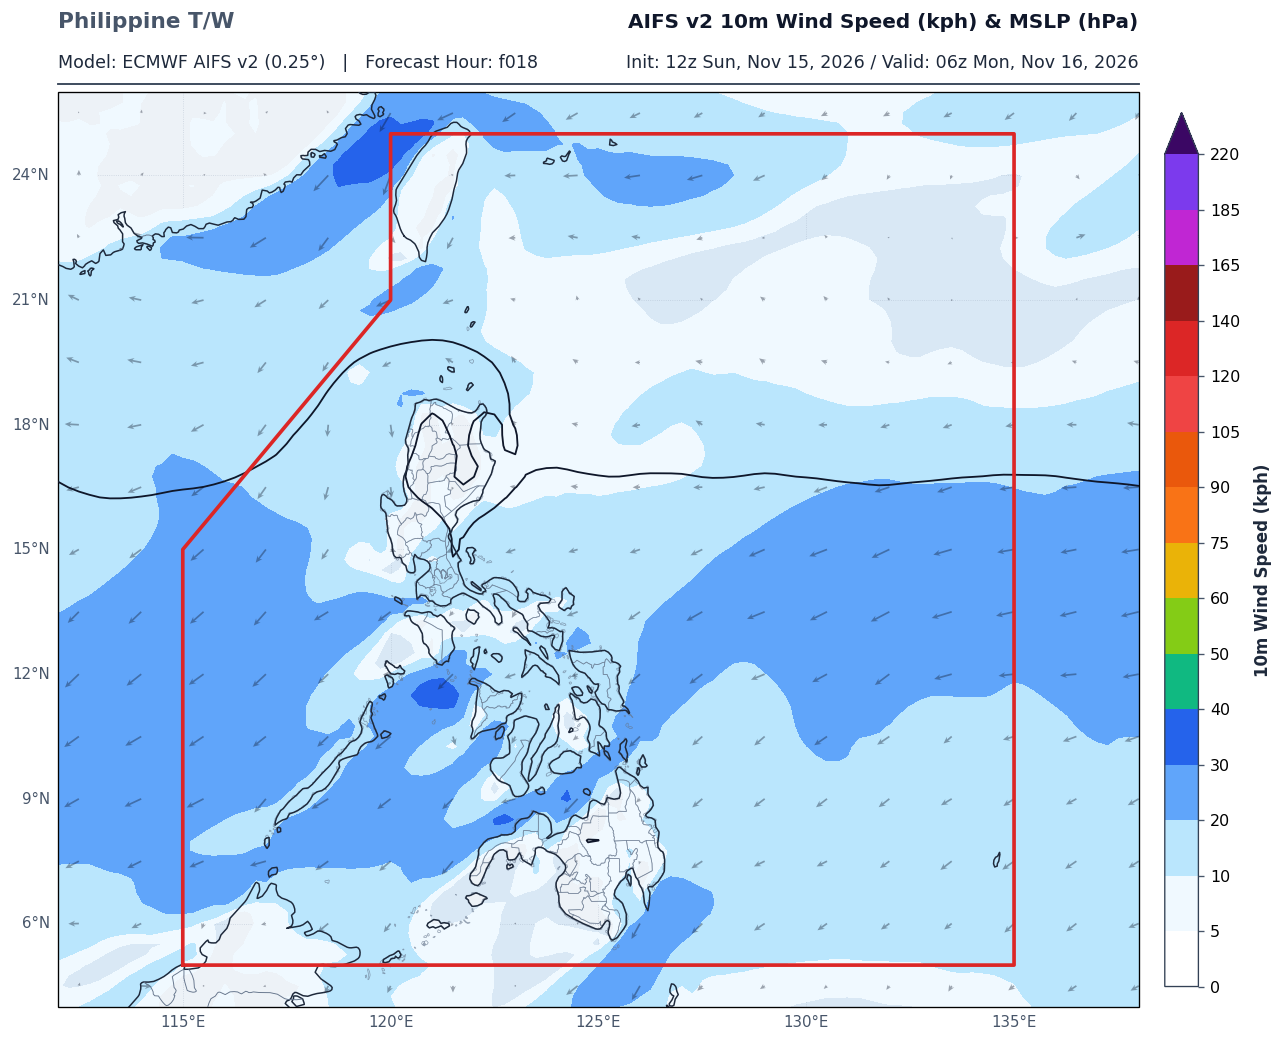 Philippine T/W
AIFS v2 10m Wind Speed (kph) & MSLP (hPa)
Model: ECMWF AIFS v2 (0.25°) | Forecast Hour: f018
Init: 12z Sun, Nov 15, 2026 / Valid: 06z Mon, Nov 16, 2026
24°N
21°N
18°N
15°N
12°N
9°N
6°N
115°E
120°E
125°E
130°E
135°E
220
185
165
140
120
105
90
75
60
50
40
30
20
10
5
0
10m Wind Speed (kph)